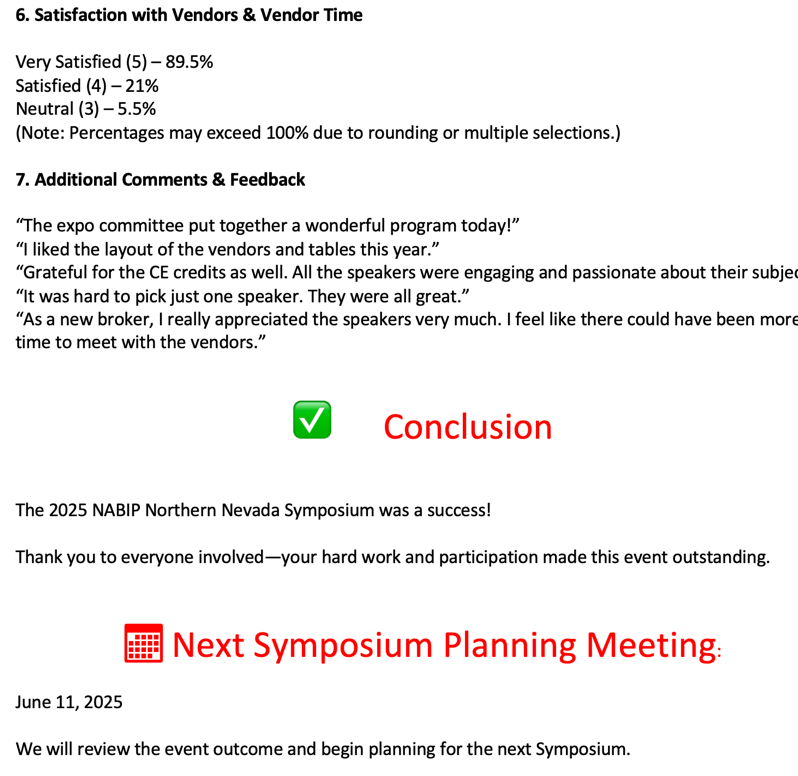 6. Satisfaction with Vendors & Vendor Time
Very Satisfied (5) – 89.5%
Satisfied (4) – 21%
Neutral (3) – 5.5%
(Note: Percentages may exceed 100% due to rounding or multiple selections.)
7. Additional Comments & Feedback
“The expo committee put together a wonderful program today!”
“I liked the layout of the vendors and tables this year.”
“Grateful for the CE credits as well. All the speakers were engaging and passionate about their
“It was hard to pick just one speaker. They were all great.”
“As a new broker, I really appreciated the speakers very much. I feel like there could have been more
time to meet with the vendors.”
Conclusion
The 2025 NABIP Northern Nevada Symposium was a success!
Thank you to everyone involved—your hard work and participation made this event outstanding.
Next Symposium Planning Meeting:
June 11, 2025
We will review the event outcome and begin planning for the next Symposium.